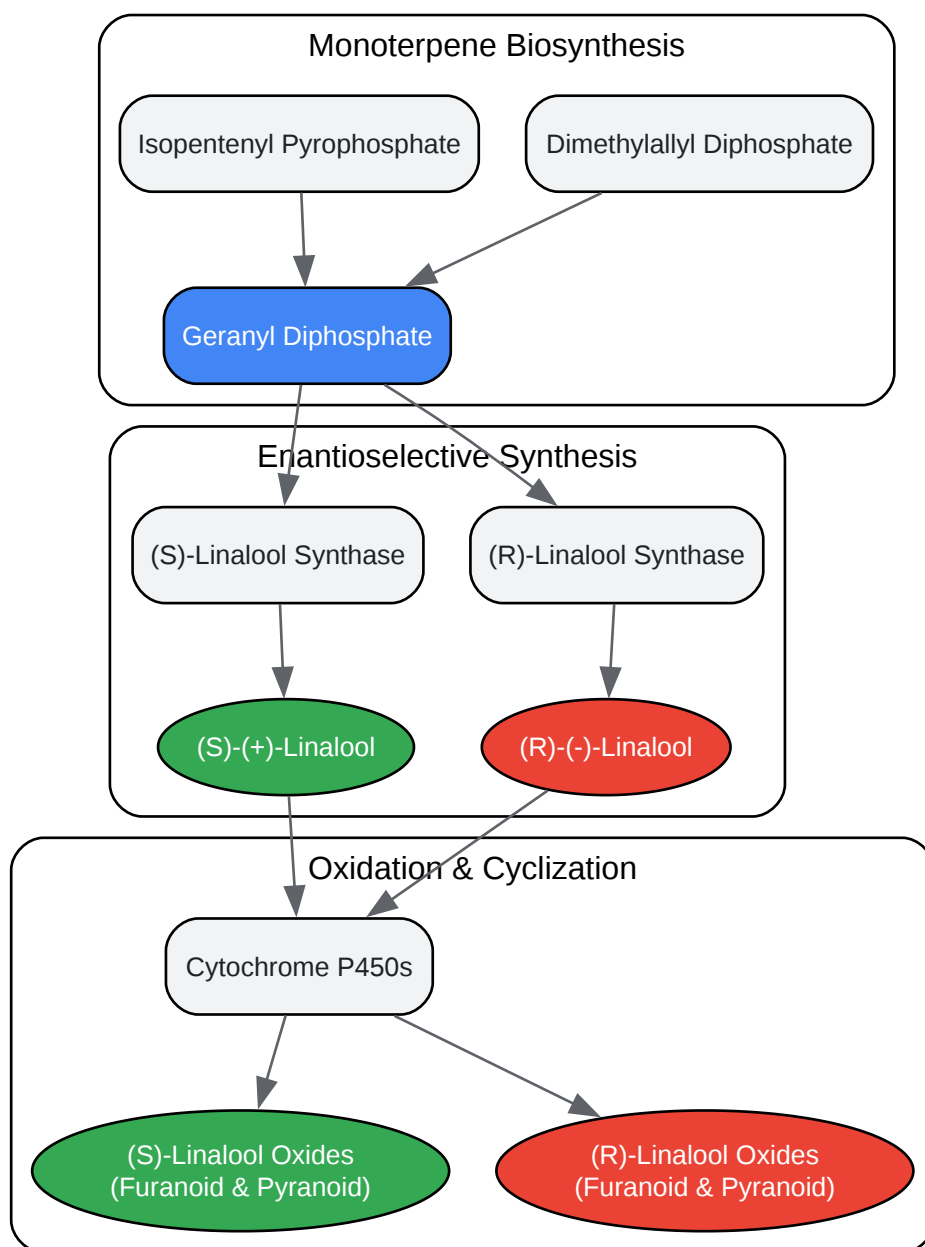 Monoterpene Biosynthesis
Isopentenyl Pyrophosphate
Dimethylallyl Diphosphate
Geranyl Diphosphate
Enantioselective Synthesis
(S)-Linalool Synthase
(R)-Linalool Synthase
(S)-(+)-Linalool
(R)-(-)-Linalool
Oxidation & Cyclization
Cytochrome P450s
(S)-Linalool Oxides
(Furanoid & Pyranoid)
(R)-Linalool Oxides
(Furanoid & Pyranoid)